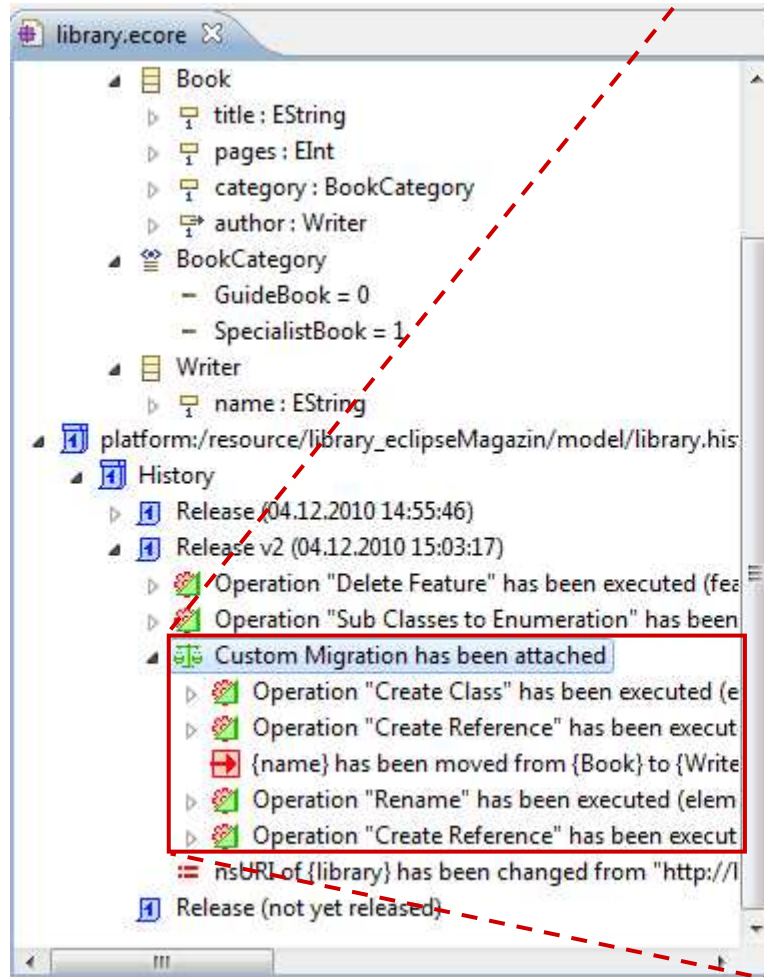 library.ecore
Book
title : EString
pages : EInt
category : BookCategory
author : Writer
BookCategory
GuideBook = 0
SpecialistBook = 1
Writer
name : EString
platform:/resource/library_eclipseMagazin/model/library.his
History
Release (04.12.2010 14:55:46)
Release v2 (04.12.2010 15:03:17)
Operation "Delete Feature" has been executed (fea
Operation "Sub Classes to Enumeration" has been
Custom Migration has been attached
Operation "Create Class" has been executed (e
Operation "Create Reference" has been execut
{name} has been moved from {Book} to {Write
Operation "Rename" has been executed (elem
Operation "Create Reference" has been execut
nsURI of {library} has been changed from "http://l
Release (not yet released)